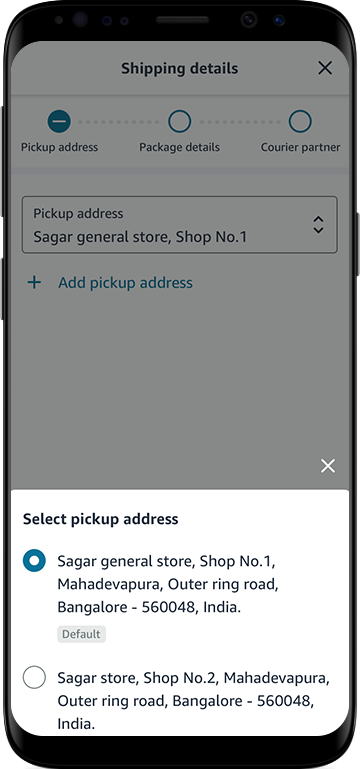 Shipping details
Pickup address
Package details
Courier partner
Pickup address
Sagar general store, Shop No.1
Add pickup address
Select pickup address
Sagar general store, Shop No.1,
Mahadevapura, Outer ring road,
Bangalore - 560048, India.
Default
Sagar store, Shop No.2, Mahadevapura,
Outer ring road, Bangalore - 560048,
India.